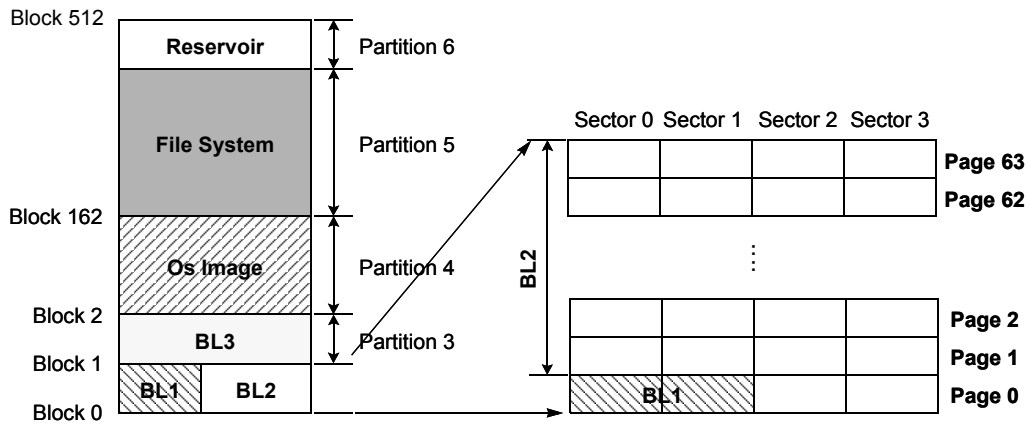 Block 512
Reservoir
Partition 6
File System
Partition 5
Block 162
Os Image
Partition 4
Block 2
BL3
Partition 3
Block 1
BL1
BL2
Block 0
Sector 0 Sector 1 Sector 2 Sector 3
Page 63
Page 62
BL2
⋮
Page 2
Page 1
BL1
Page 0